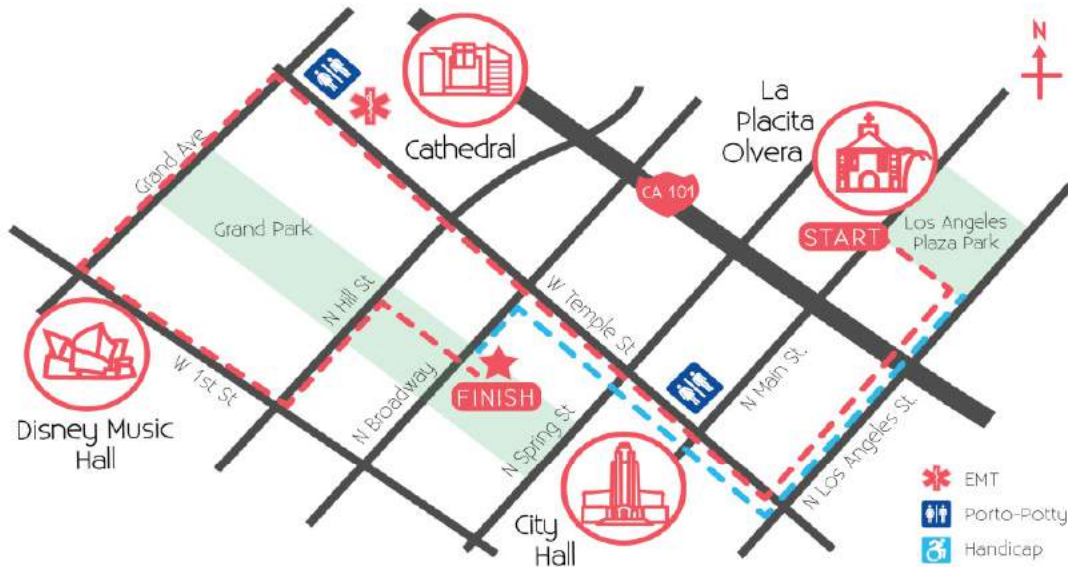 N
La
Placita
Olvera
Cathedral
Grand Ave
CA 101
START
Los Angeles
Plaza Park
Grand Park
N Hill St
W Temple St
N Main St.
W 1st St
N Broadway
FINISH
N Spring St
N Los Angeles St.
Disney Music
Hall
City
Hall
EMT
Porto-Potty
Handicap